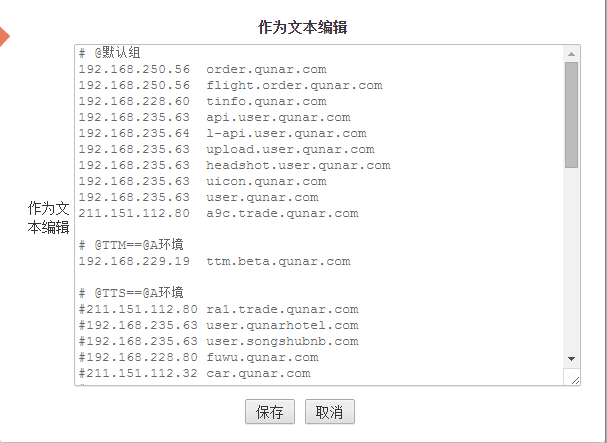 作为文本编辑
# @默认组
192.168.250.56  order.qunar.com
192.168.250.56  flight.order.qunar.com
192.168.228.60  tinfo.qunar.com
192.168.235.63  api.user.qunar.com
192.168.235.64  l-api.user.qunar.com
192.168.235.63  upload.user.qunar.com
192.168.235.63  headshot.user.qunar.com
192.168.235.63  uicon.qunar.com
192.168.235.63  user.qunar.com
211.151.112.80  a9c.trade.qunar.com
作为文
本编辑
# @TTM==@A环境
192.168.229.19  ttm.beta.qunar.com
# @TTS==@A环境
#211.151.112.80 ra1.trade.qunar.com
#192.168.235.63 user.qunarhotel.com
#192.168.235.63 user.songshubnb.com
#192.168.228.80 fuwu.qunar.com
#211.151.112.32 car.qunar.com
保存 取消